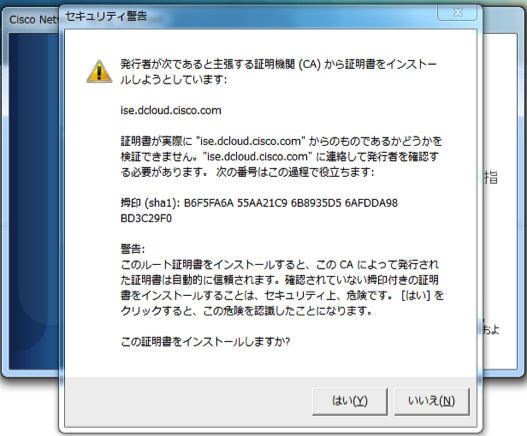 Cisco Net
セキュリティ警告
発行者が次であると主張する証明機関 (CA) から証明書をインストー
ルしようとしています:
ise.dcloud.cisco.com
証明書が実際に "ise.dcloud.cisco.com" からのものであるかどうかを
検証できません。"ise.dcloud.cisco.com" に連絡して発行者を確認す
る必要があります。 次の番号はこの過程で役立ちます:
拇印 (sha1): B6F5FA6A 55AA21C9 6B8935D5 6AFDDA98
BD3C29F0
警告:
このルート証明書をインストールすると、この CA によって発行され
た証明書は自動的に信頼されます。確認されていない拇印付きの証明
書をインストールすることは、セキュリティ上、危険です。 [はい] を
クリックすると、この危険を認識したことになります。
この証明書をインストールしますか?
はい(Y)
いいえ(N)
指
およ